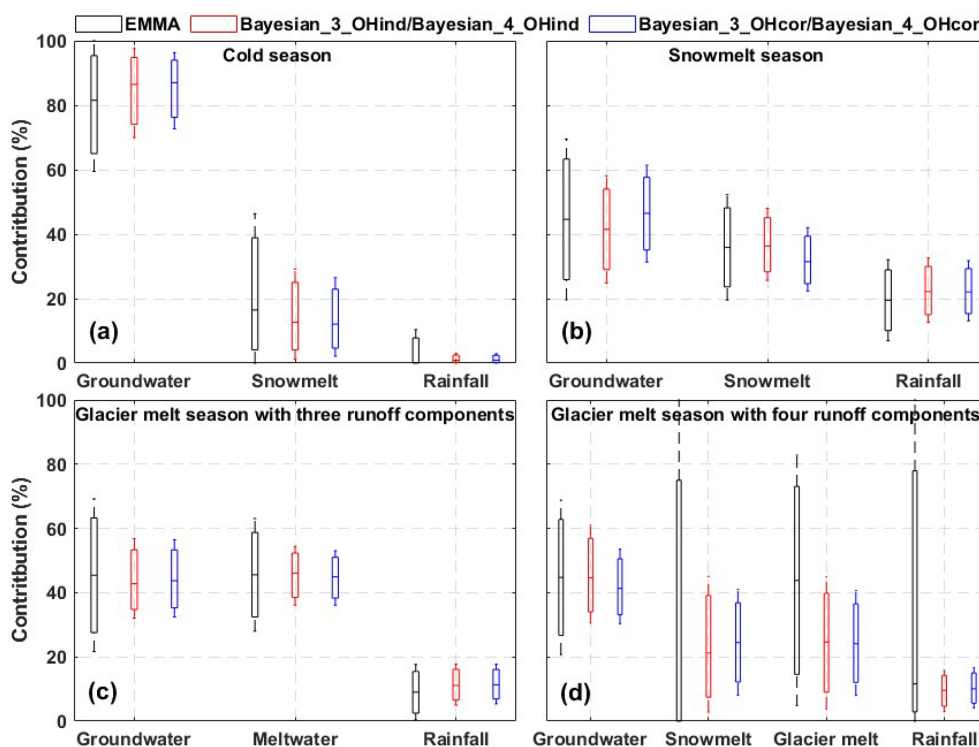 EMMA Bayesian_3_OHind/Bayesian_4_OHind Bayesian_3_OHcor/Bayesian_4_OHcor
Contritbution (%)
100
80
60
40
20
0
Cold season
(a)
Groundwater Snowmelt Rainfall
Snowmelt season
(b)
Groundwater Snowmelt Rainfall
Contritbution (%)
100
80
60
40
20
0
Glacier melt season with three runoff components
(c)
Groundwater Meltwater Rainfall
Glacier melt season with four runoff components
(d)
Groundwater Snowmelt Glacier melt Rainfall